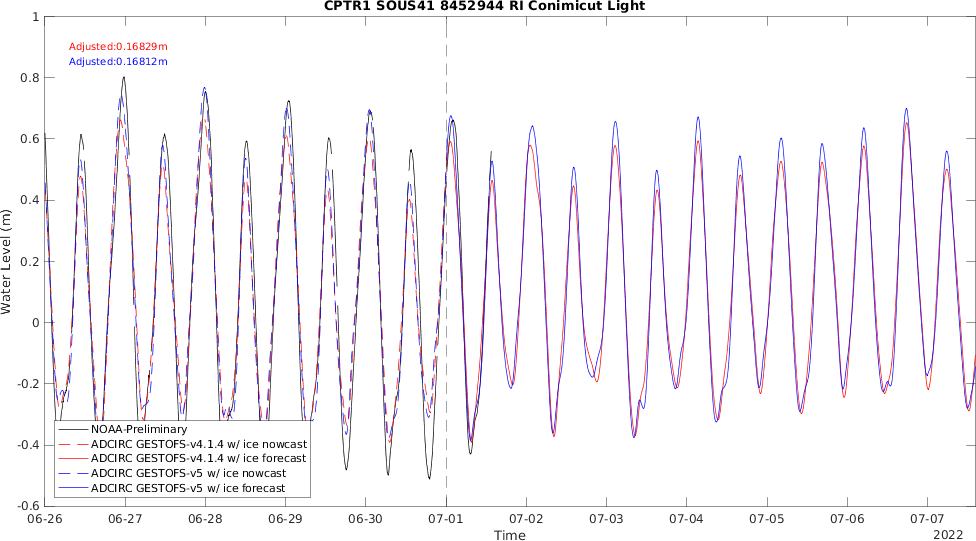 CPTR1 SOUS41 8452944 RI Conimicut Light
Adjusted:0.16829m
Adjusted:0.16812m
Water Level (m)
1
0.8
0.6
0.4
0.2
0
-0.2
-0.4
-0.6
NOAA-Preliminary
ADCIRC GESTOFS-v4.1.4 w/ ice nowcast
ADCIRC GESTOFS-v4.1.4 w/ ice forecast
ADCIRC GESTOFS-v5 w/ ice nowcast
ADCIRC GESTOFS-v5 w/ ice forecast
06-26 06-27 06-28 06-29 06-30 07-01 07-02 07-03 07-04 07-05 07-06 07-07
Time
2022